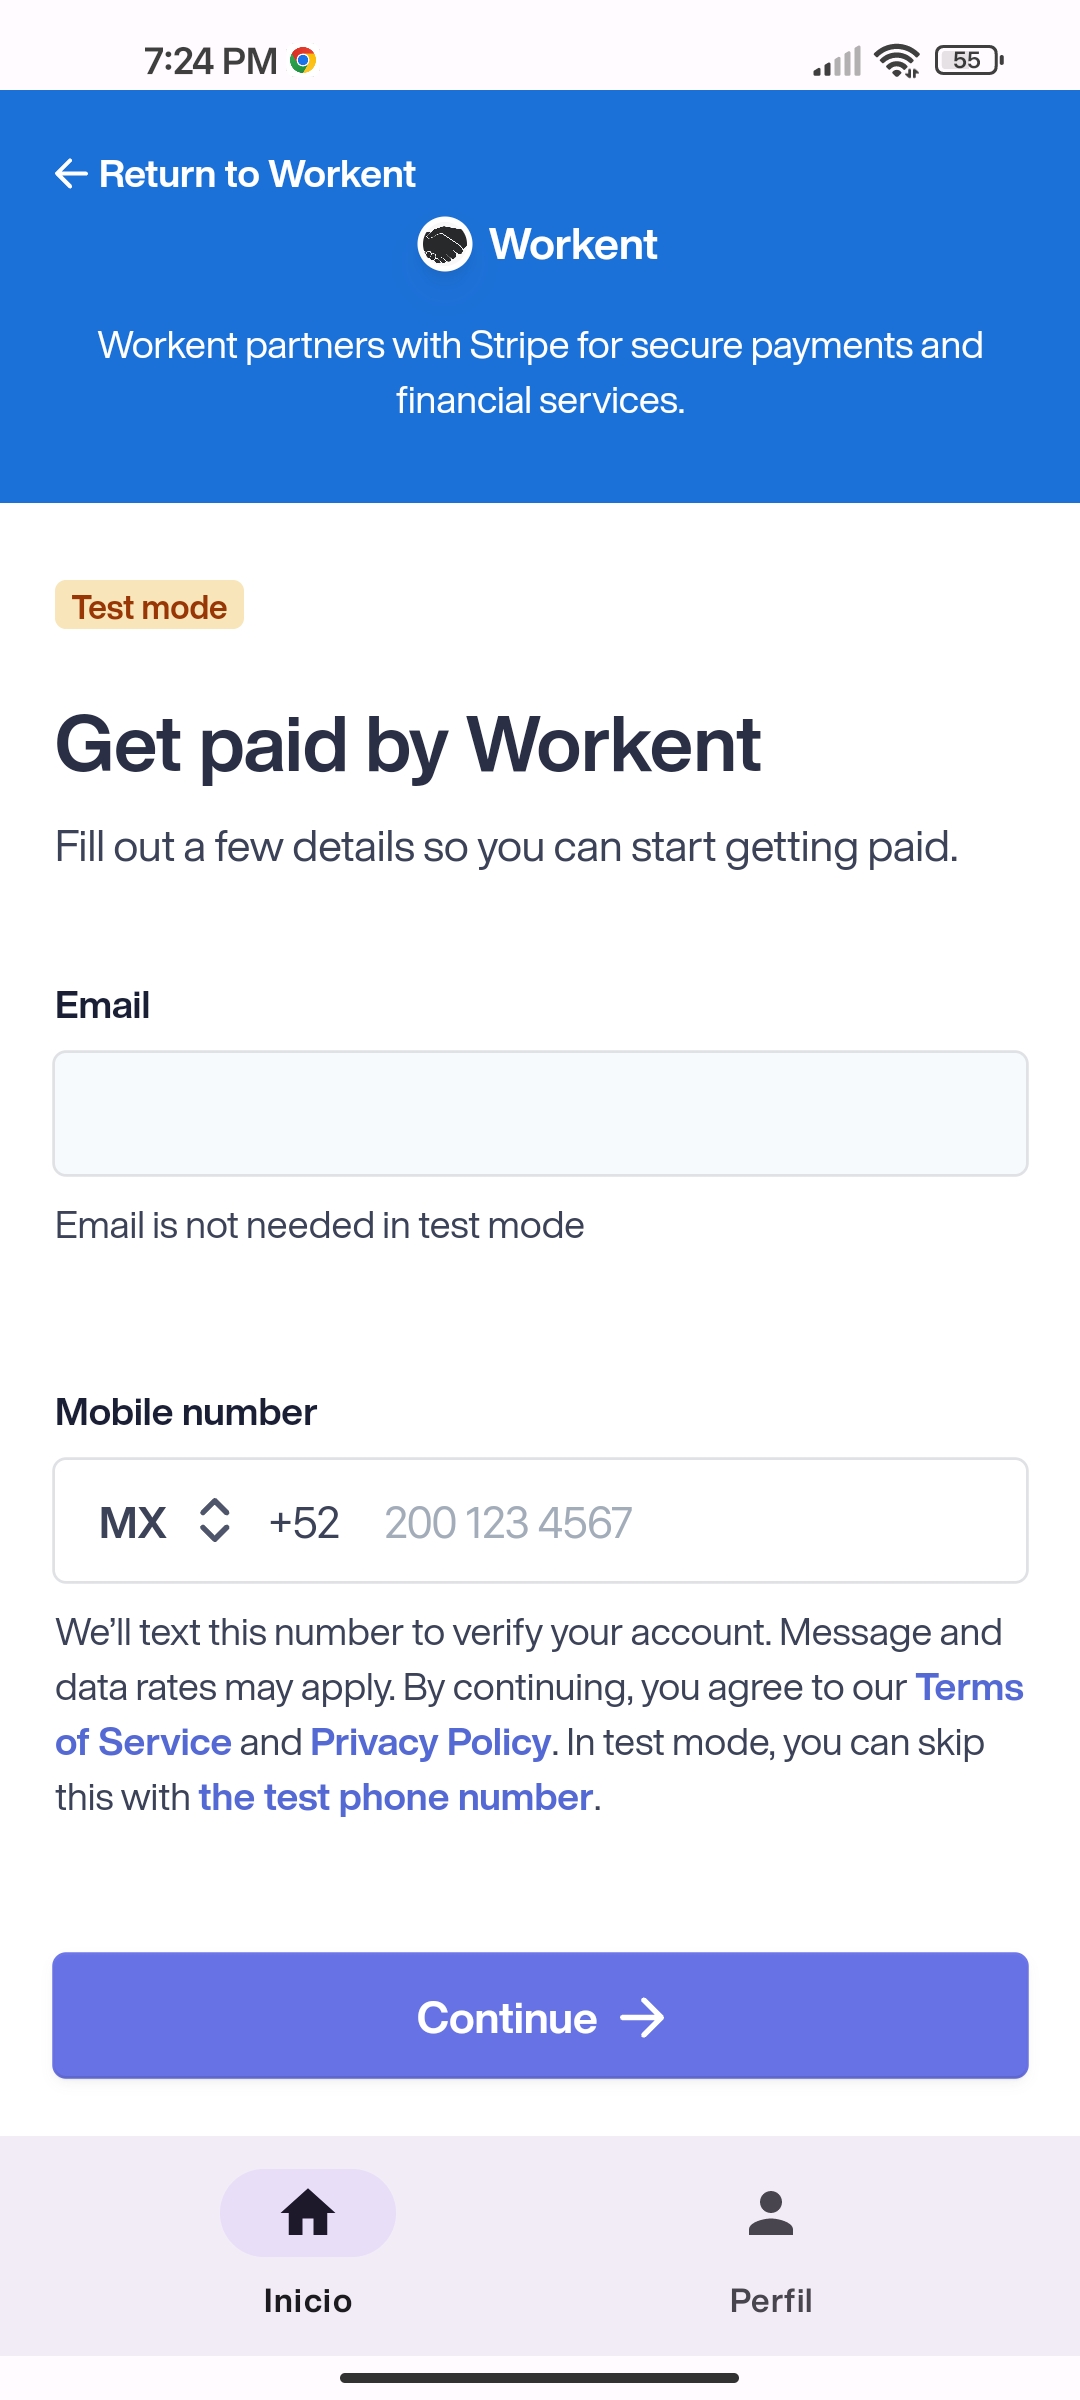 7:24 PM
55
Return to Workent
Workent
Workent partners with Stripe for secure payments and
financial services.
Test mode
Get paid by Workent
Fill out a few details so you can start getting paid.
Email
Email is not needed in test mode
Mobile number
MX +52 200 123 4567
We’ll text this number to verify your account. Message and
data rates may apply. By continuing, you agree to our Terms
of Service and Privacy Policy. In test mode, you can skip
this with the test phone number.
Continue
Inicio
Perfil